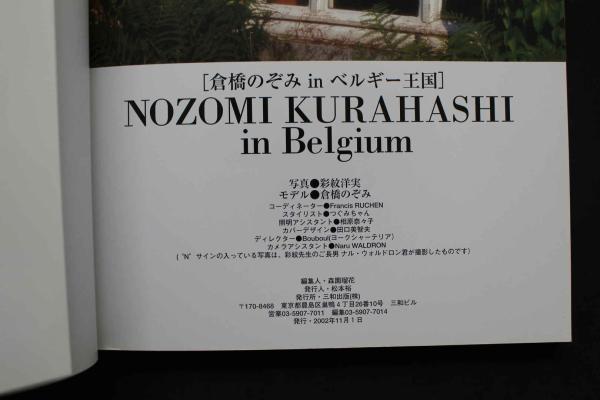 ［倉橋のぞみ in ベルギー王国］
NOZOMI KURAHASHI
in Belgium
写真●彩紋洋実
モデル●倉橋のぞみ
コーディネーター●Francis RUCHEN
スタイリスト●つぐみちゃん
照明アシスタント●相原奈々子
カバーデザイン●田口美智夫
ディレクター●Boubou!(ヨークシャーテリア)
カメラアシスタント●Naru WALDRON
(“N”サインの入っている写真は、彩紋先生のご長男 ナル・ウォルドロン君が撮影したものです)
編集人・森園瑠花
発行人・松本裕
発行所・三和出版(株)
〒170-8468 東京都豊島区巣鴨4丁目26番10号 三和ビル
営業03-5907-7011 編集03-5907-7014
発行・2002年11月1日